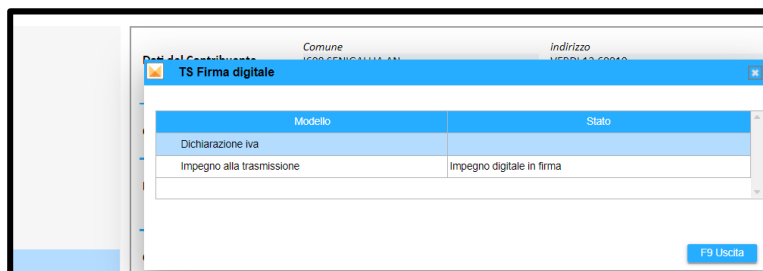 Comune Indirizzo
TS Firma digitale
Modello Stato
Dichiarazione iva
Impegno alla trasmissione Impegno digitale in firma
F9 Uscita